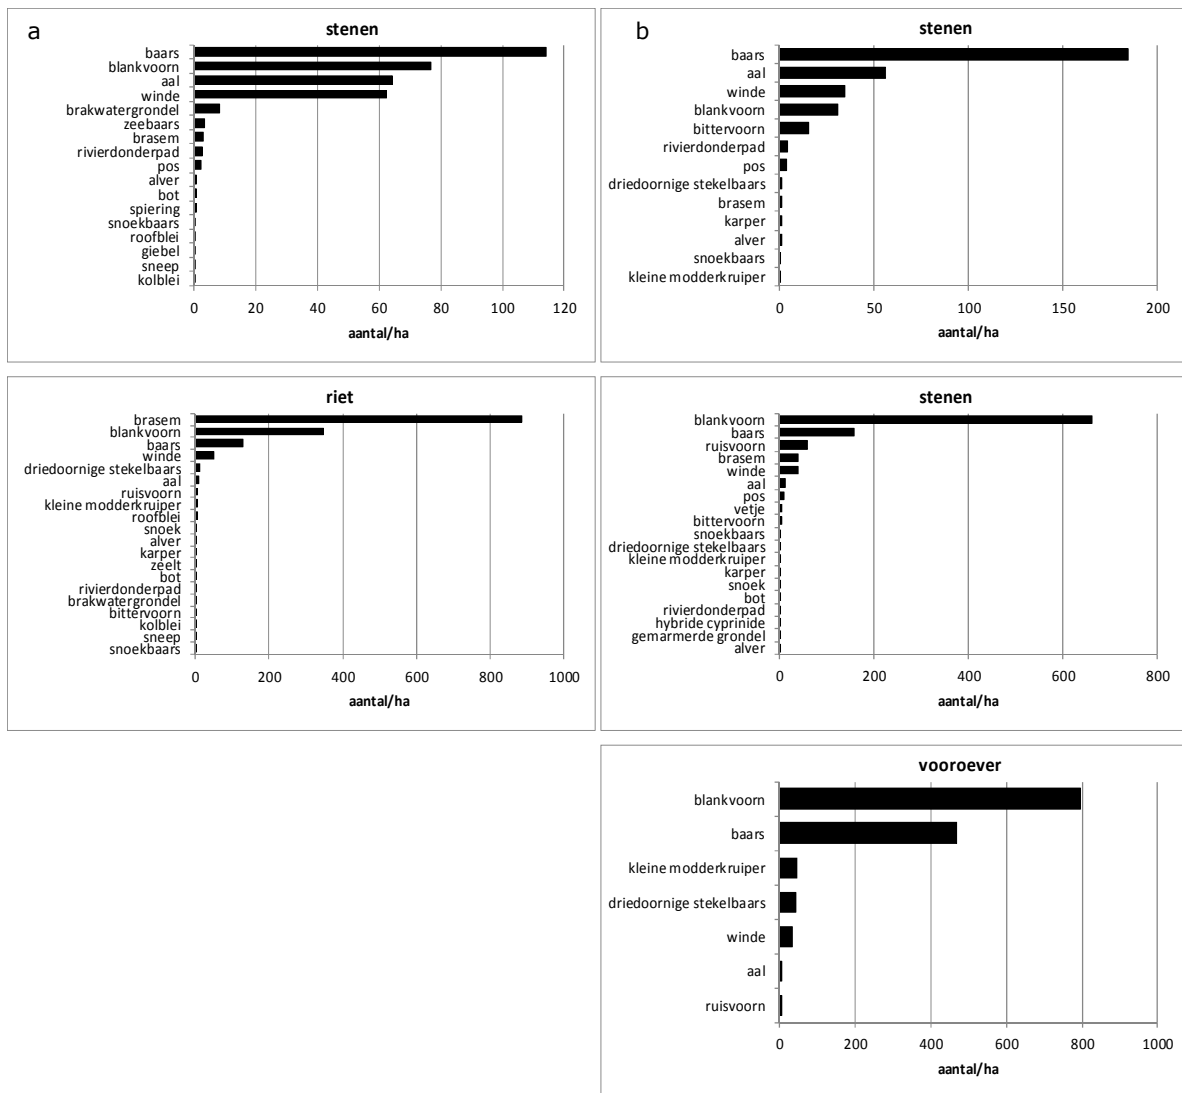 a
stenen
baars
blankvoorn
aal
winde
brakwatergrondel
zeebaars
brasem
rivierdonderpad
pos
alver
bot
spiering
snoekbaars
roofblei
giebel
sneep
kolblei
0 20 40 60 80 100 120
aantal/ha
b
stenen
baars
aal
winde
blankvoorn
bittervoorn
rivierdonderpad
pos
driedoornige stekelbaars
brasem
karper
alver
snoekbaars
kleine modderkruiper
0 50 100 150 200
aantal/ha
riet
brasem
blankvoorn
baars
winde
driedoornige stekelbaars
aal
ruisvoorn
kleine modderkruiper
roofblei
snoek
alver
karper
zeelt
bot
rivierdonderpad
brakwatergrondel
bittervoorn
kolblei
sneep
snoekbaars
0 200 400 600 800 1000
aantal/ha
stenen
blankvoorn
baars
ruisvoorn
brasem
winde
aal
pos
vetje
bittervoorn
snoekbaars
driedoornige stekelbaars
kleine modderkruiper
karper
snoek
bot
rivierdonderpad
hybride cyprinide
gemarmerde grondel
alver
0 200 400 600 800
aantal/ha
vooroever
blankvoorn
baars
kleine modderkruiper
driedoornige stekelbaars
winde
aal
ruisvoorn
0 200 400 600 800 1000
aantal/ha